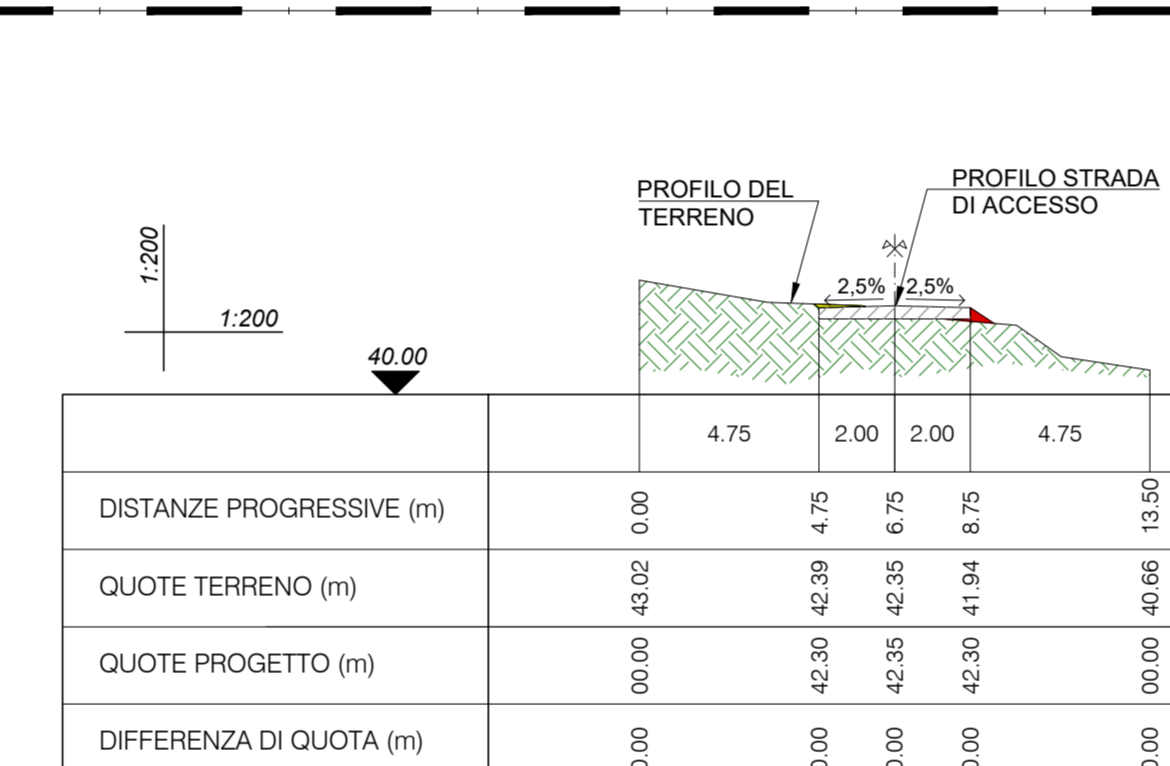 PROFILO DEL
TERRENO
PROFILO STRADA
DI ACCESSO
1:200
1:200
2,5% 2,5%
40.00
4.75 2.00 2.00 4.75
DISTANZE PROGRESSIVE (m) 0.00 4.75 6.75 8.75 13.50
QUOTE TERRENO (m) 43.02 42.39 42.35 41.94 40.66
QUOTE PROGETTO (m) 00.00 42.30 42.35 42.30 00.00
DIFFERENZA DI QUOTA (m)